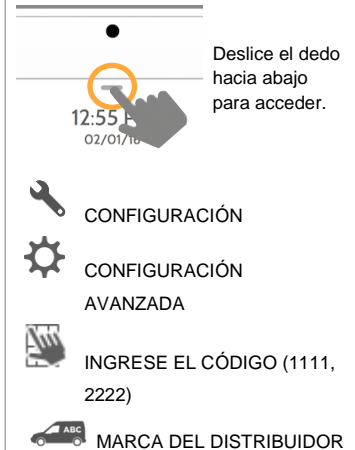 Deslice el dedo
hacia abajo
para acceder.
12:55
02/01/18
CONFIGURACIÓN
CONFIGURACIÓN
AVANZADA
INGRESE EL CÓDIGO (1111,
2222)
ABC
MARCA DEL DISTRIBUIDOR